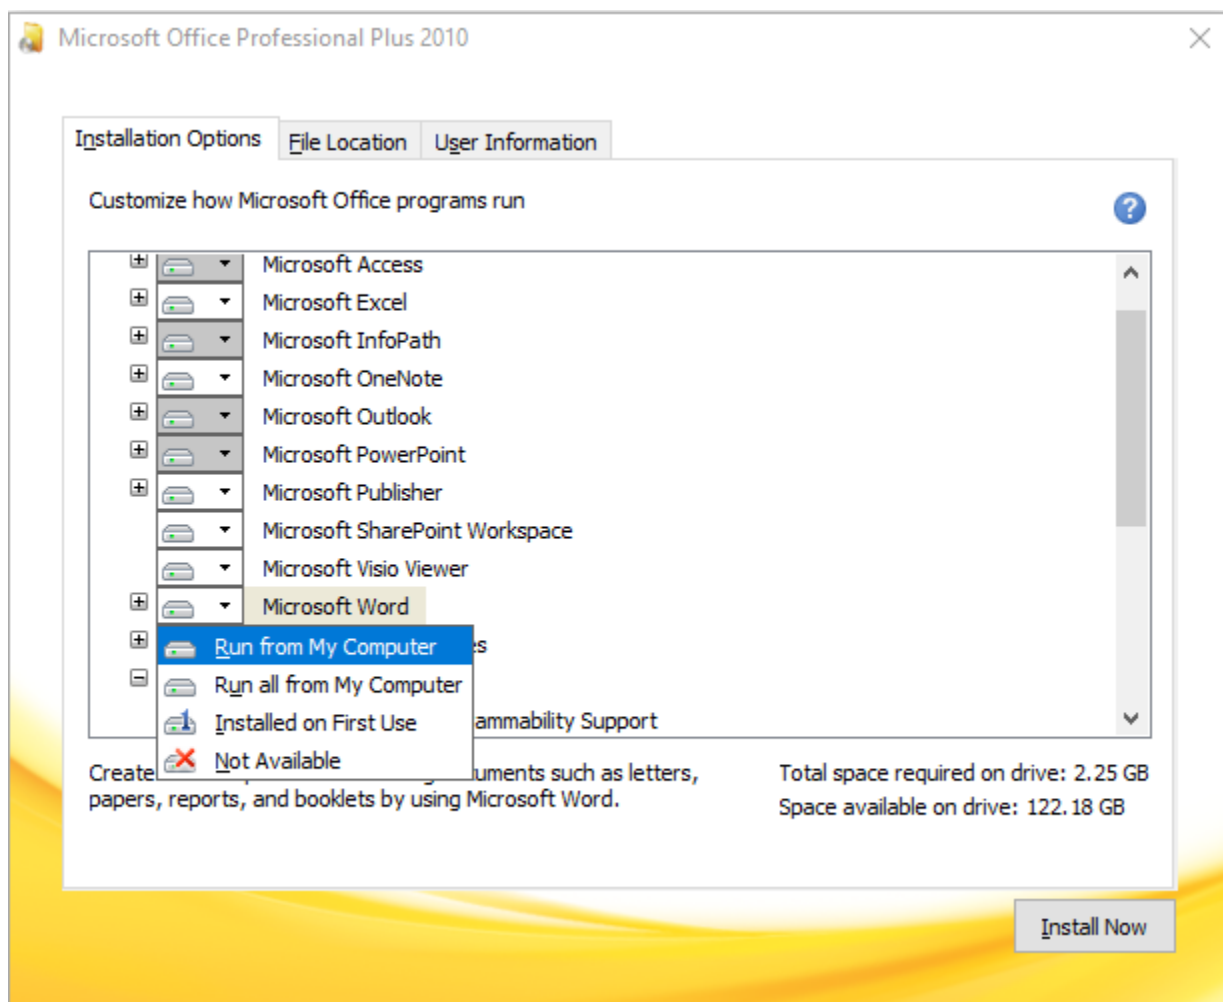 Microsoft Office Professional Plus 2010
Installation Options File Location User Information
Customize how Microsoft Office programs run
Microsoft Access
Microsoft Excel
Microsoft InfoPath
Microsoft OneNote
Microsoft Outlook
Microsoft PowerPoint
Microsoft Publisher
Microsoft SharePoint Workspace
Microsoft Visio Viewer
Microsoft Word
Run from My Computer
Run all from My Computer
Installed on First Use
Support
Not Available
Create such as letters,
papers, reports, and booklets by using Microsoft Word.
Total space required on drive: 2.25 GB
Space available on drive: 122.18 GB
Install Now